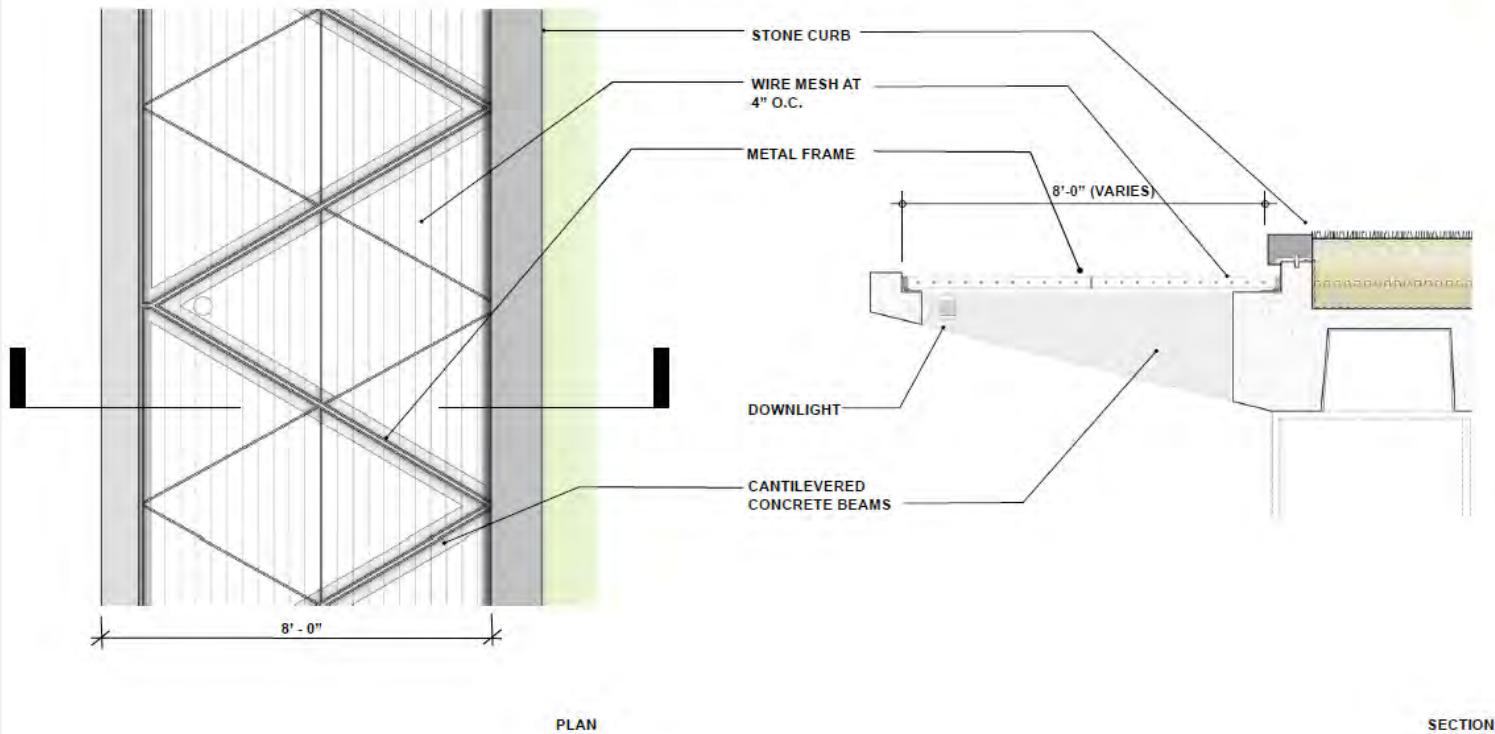 STONE CURB
WIRE MESH AT
4" O.C.
METAL FRAME
8'-0" (VARIES)
DOWNLIGHT
CANTILEVERED
CONCRETE BEAMS
8' - 0"
PLAN
SECTION